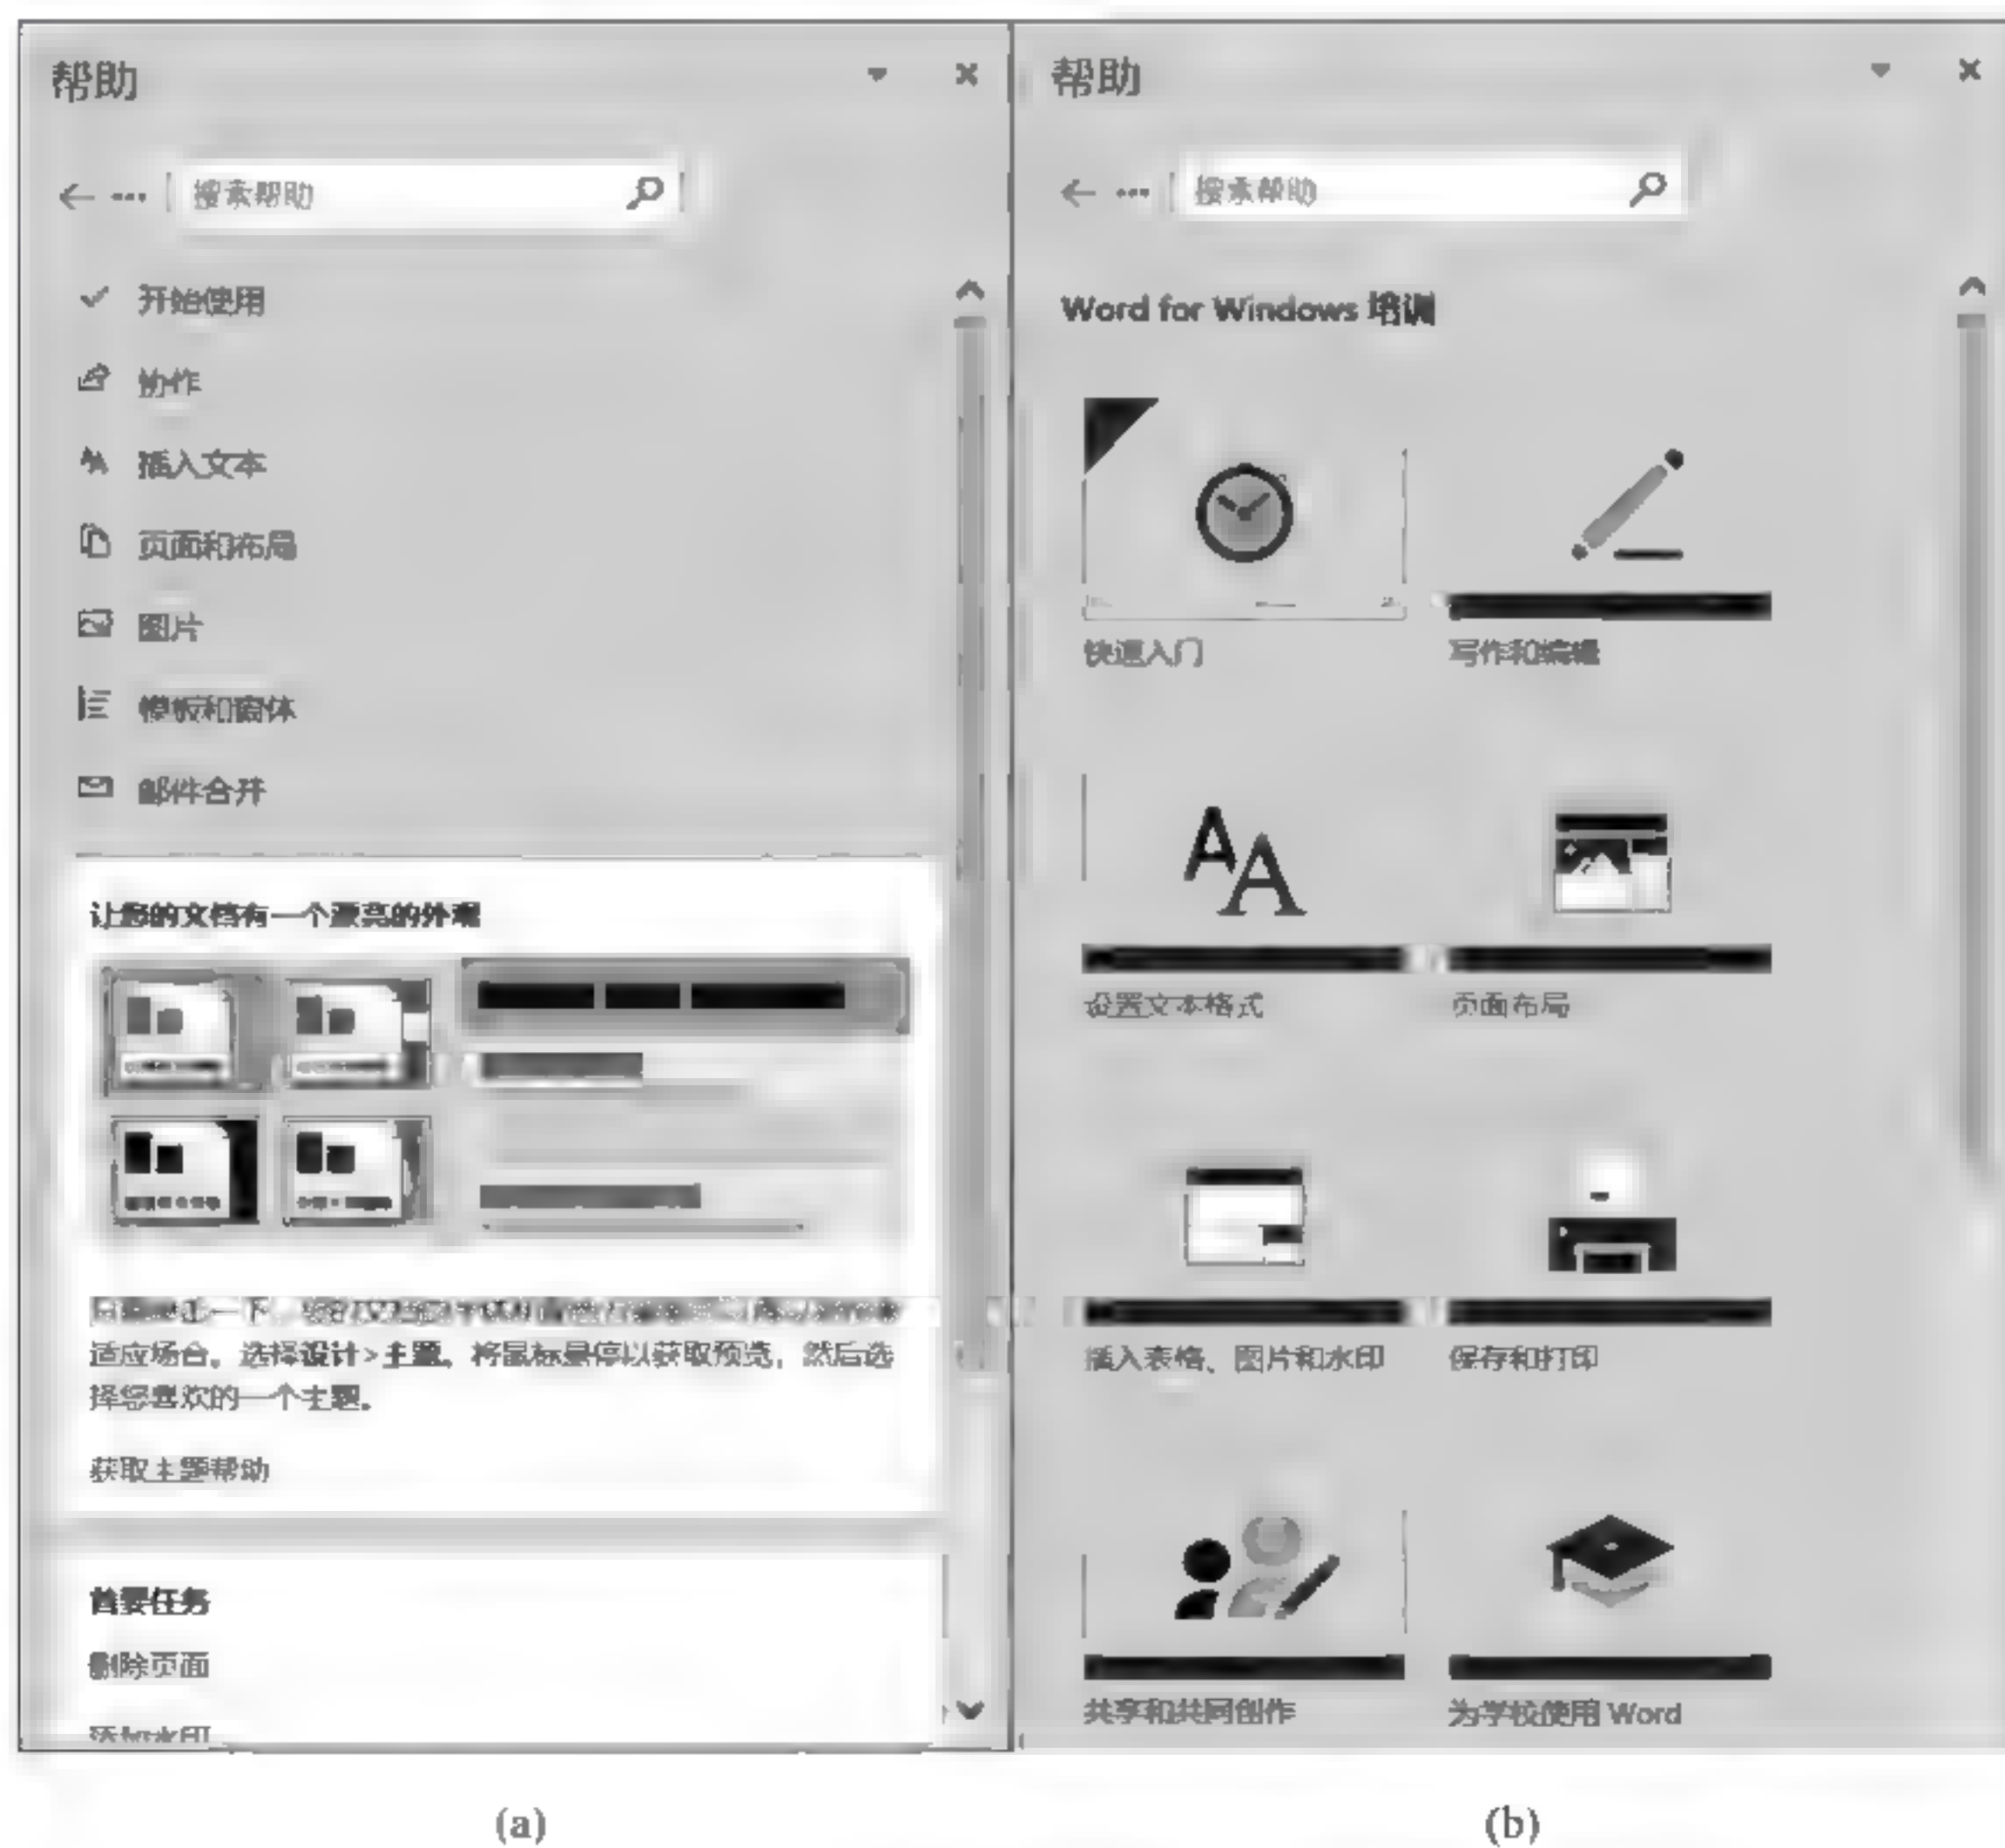 帮助
搜索帮助
开始使用
协作
插入文本
页面和布局
图片
模板和窗体
邮件合并
让您的文档有一个漂亮的外观
一下，
适应场合。选择设计>主题。将鼠标悬停以获取预览，然后选
择您喜欢的一个主题。
获取主题帮助
首要任务
删除页面
添加水印
(a)
帮助
搜索帮助
Word for Windows 培训
快速入门
写作和编辑
设置文本格式
页面布局
插入表格、图片和水印
保存和打印
共享和共同创作
为学校使用 Word
(b)